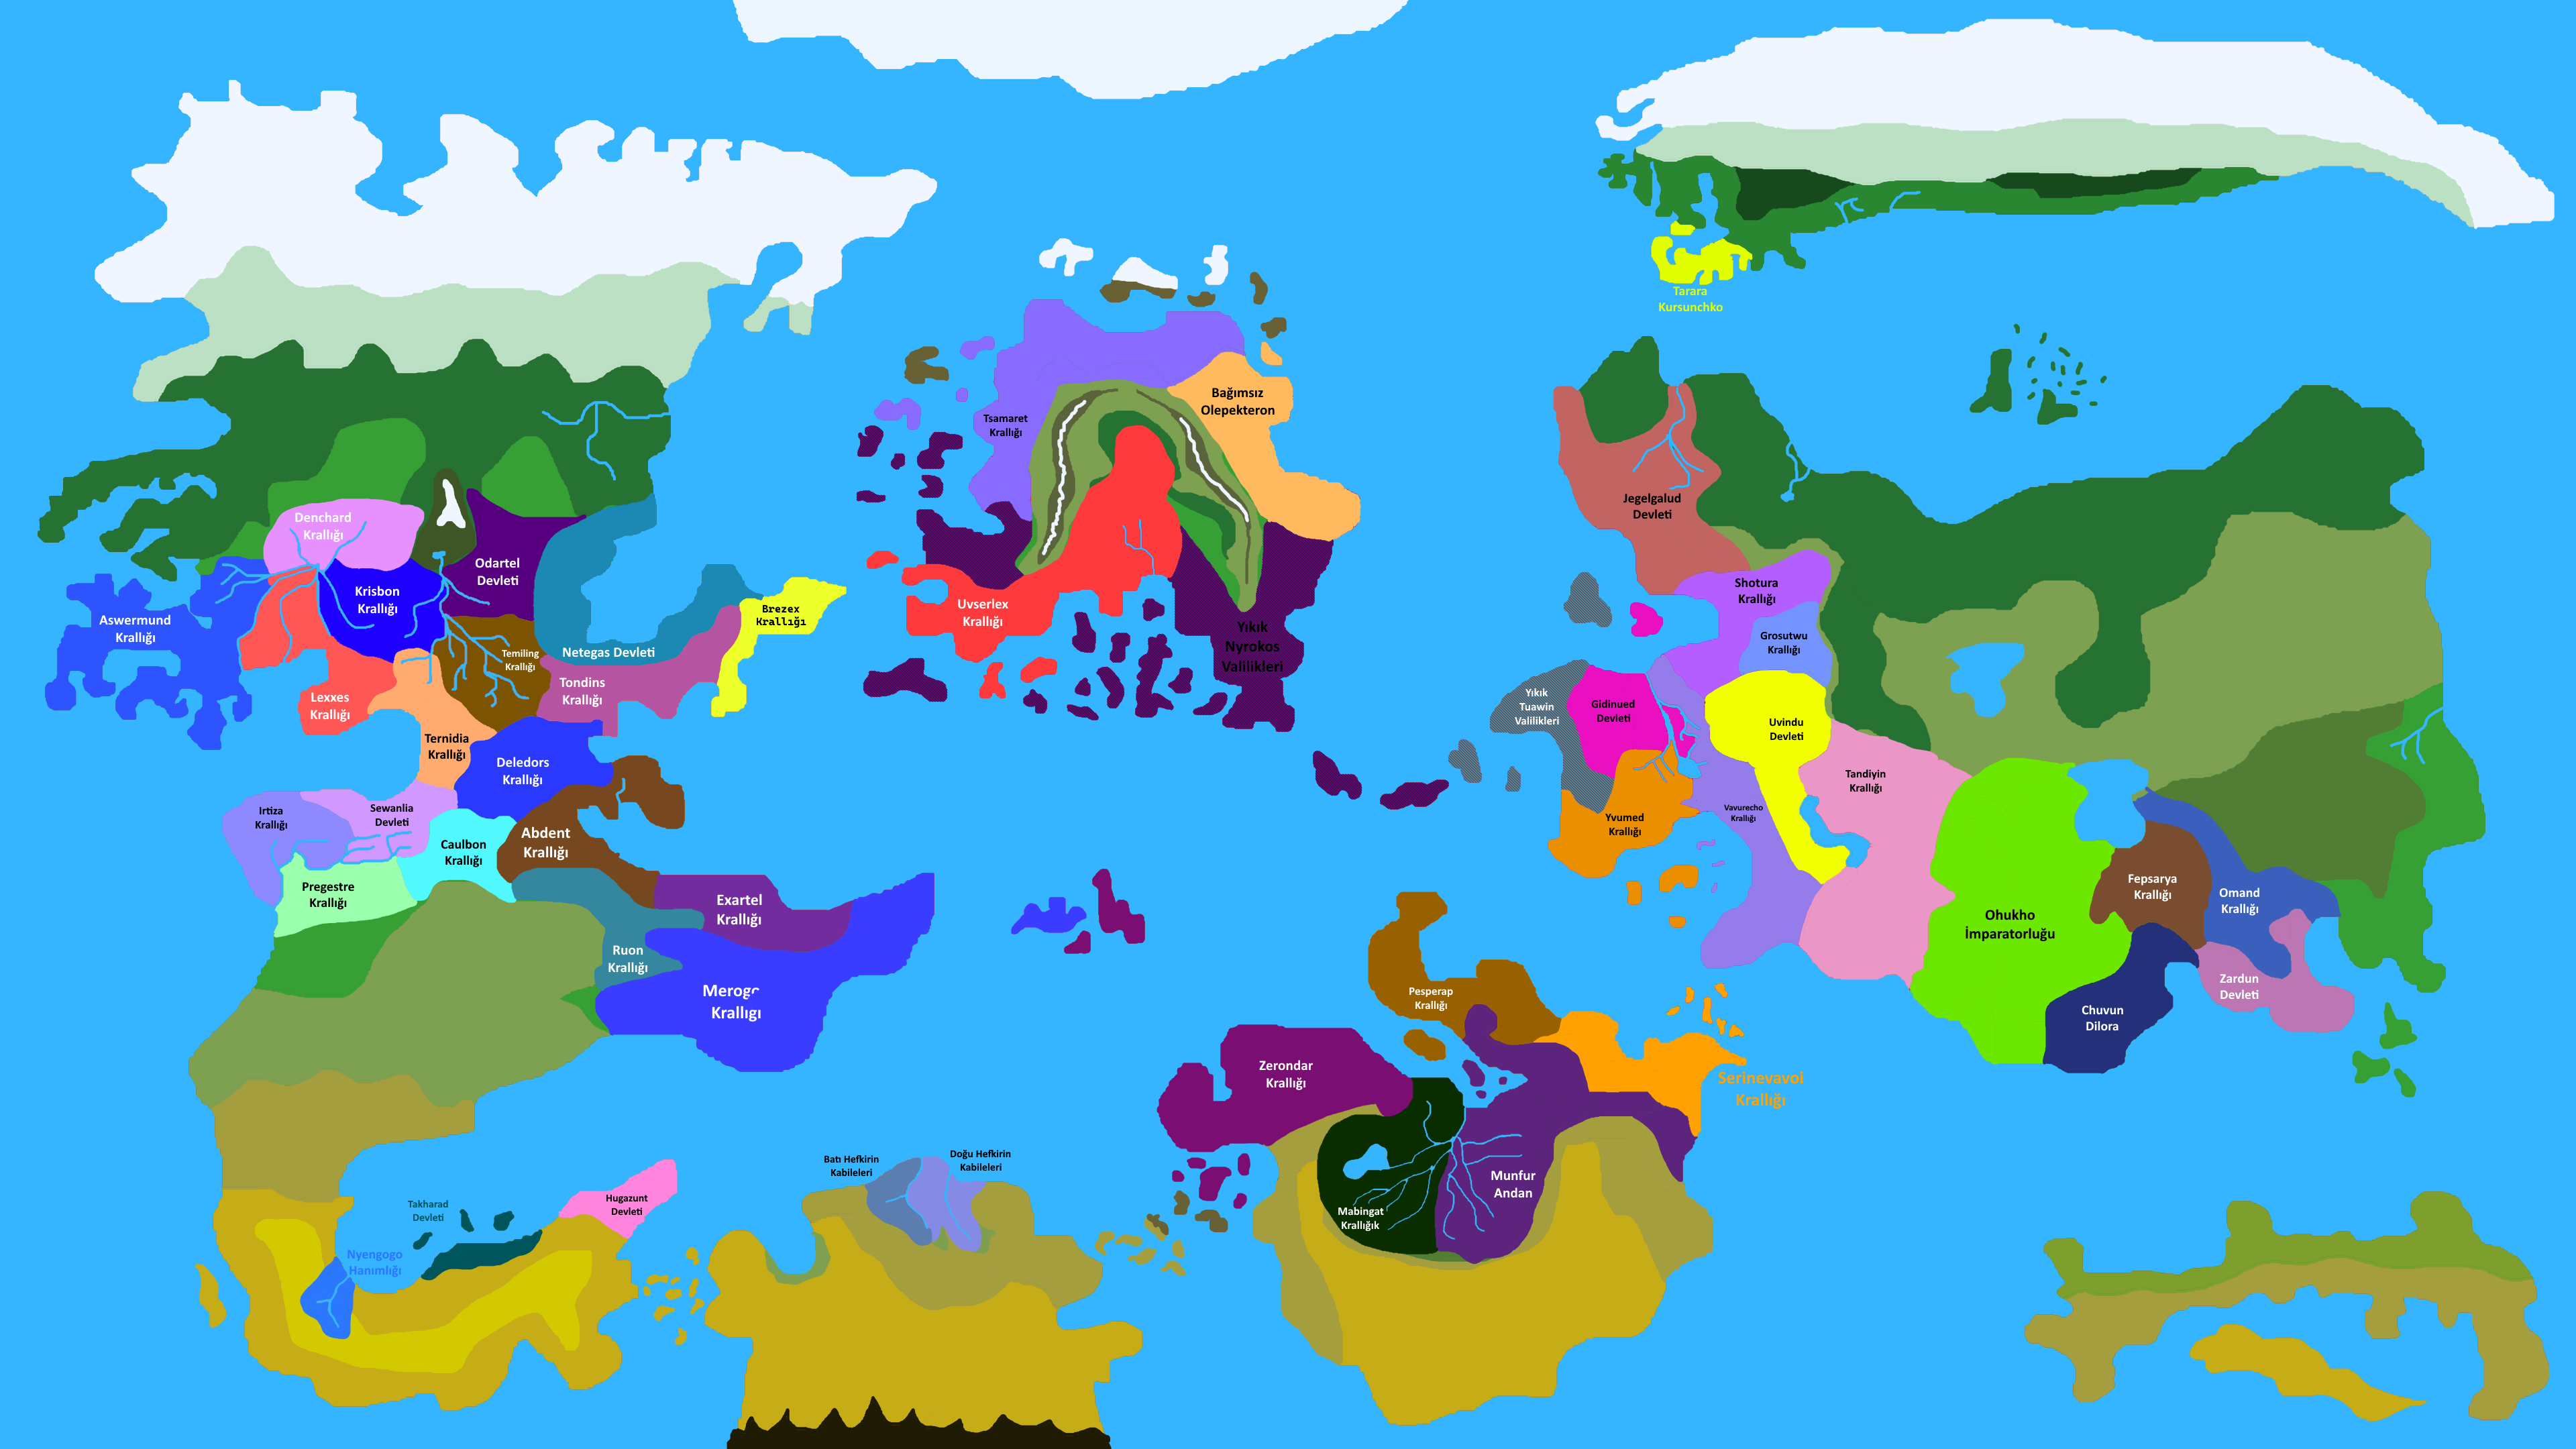 Tarara
Kursunchko
Bağımsız
Olepekteron
Tsamaret
Krallığı
Jegelgalud
Devleti
Denchard
Krallığı
Odartel
Devleti
Krisbon
Krallığı
Aswermund
Krallığı
Brezex
Krallığı
Uvserlex
Krallığı
Shotura
Krallığı
Yıkık
Nyrokos
Valilikleri
Grosutwu
Krallığı
Temiling
Krallığı
Netegas Devleti
Tondins
Krallığı
Lexxes
Krallığı
Yıkık
Tuawin
Valilikleri
Gidinued
Devleti
Uvindu
Devleti
Ternidia
Krallığı
Deledors
Krallığı
Tandiyin
Krallığı
Irtiza
Krallığı
Sewanlia
Devleti
Vavurecho
Krallığı
Yvumed
Krallığı
Caulbon
Krallığı
Abdent
Krallığı
Pregestre
Krallığı
Fepsarya
Krallığı
Omand
Krallığı
Exartel
Krallığı
Ohukho
İmparatorluğu
Ruon
Krallığı
Zardun
Devleti
Pesperap
Krallığı
Merogc
Krallıgı
Chuvun
Dilora
Zerondar
Krallığı
Serinevavoi
Krallığı
Batı Hefkirin
Kabileleri
Doğu Hefkirin
Kabileleri
Munfur
Andan
Hugazunt
Devleti
Takharad
Devleti
Mabingat
Krallığık
Nyengogo
Hanımlığı